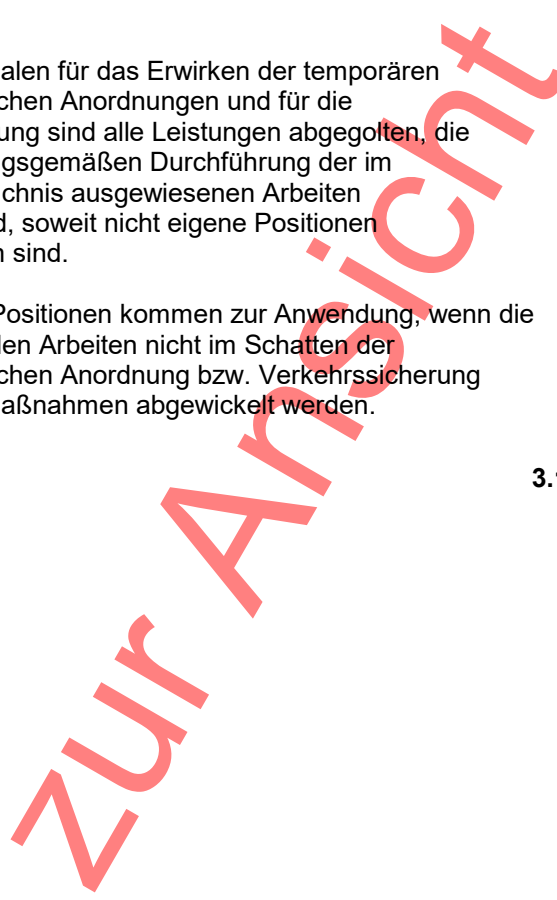 alen für das Erwirken der temporären
chen Anordnungen und für die
ung sind alle Leistungen abgegolten, die
gsgemäßen Durchführung der im
chnis ausgewiesenen Arbeiten
d, soweit nicht eigene Positionen
n sind.
Positionen kommen zur Anwendung, wenn die
den Arbeiten nicht im Schatten der
chen Anordnung bzw. Verkehrssicherung
aßnahmen abgewickelt werden.
3.1
zur Ansicht